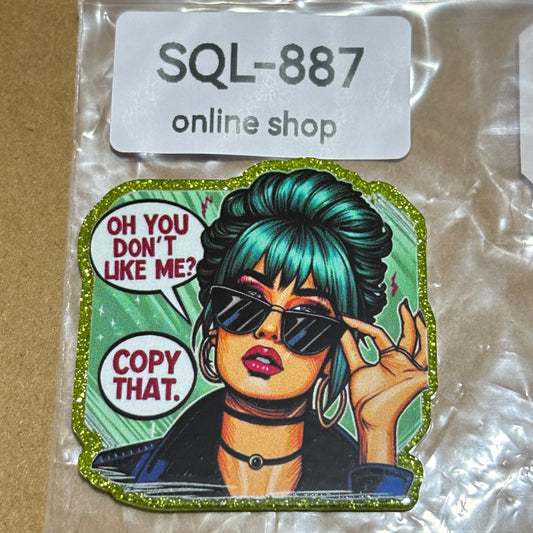 SQL-887
online shop
OH YOU
DON'T
LIKE ME?
COPY
THAT.